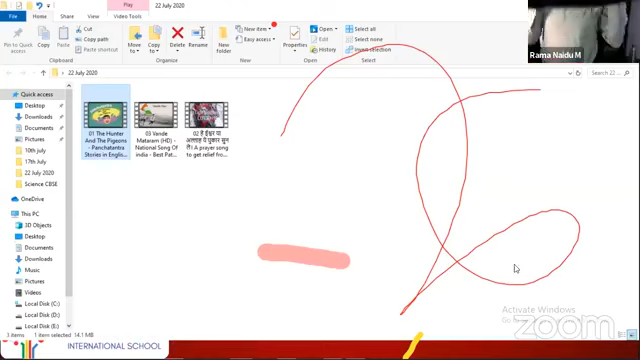 22 July 2020
File Home Share View Play
Pin to Quick access
Copy
Paste
Cut
Copy path
Paste shortcut
Move to
Copy to
Delete
Rename
New folder
New item
Easy access
Properties
Open
Edit
History
Select all
Select none
Invert selection
Clipboard Organize New Open Select
Rama Naidu M
22 July 2020
Search 22 ...
Quick access
Desktop
Downloads
Documents
Pictures
10th july
17th July
22 July 2020
Science CBSE
OneDrive
This PC
3D Objects
Desktop
Documents
Downloads
Music
Pictures
Videos
Local Disk (C:)
Local Disk (D:)
Local Disk (E:)
01 The Hunter
And The Pigeons
- Panchatantra
Stories in Englis...
03 Vande
Mataram (HD) -
National Song Of
india - Best Pat...
02 हे ईश्वर या
अल्लाह ये पुकार सुन
ले। A prayer song
to get relief from...
Activate Windows
zoom
3 items 1 item selected 14.1 MB
INTERNATIONAL SCHOOL